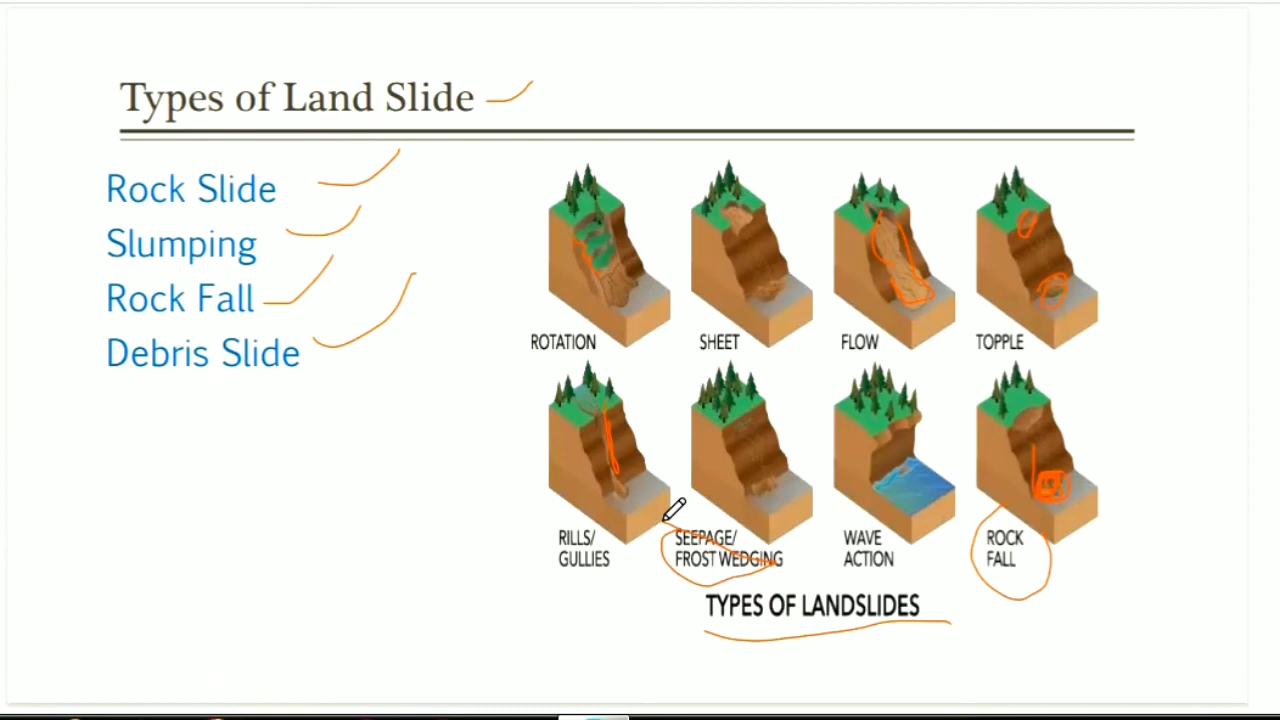 Types of Land Slide
Rock Slide
Slumping
Rock Fall
Debris Slide
ROTATION
SHEET
FLOW
TOPPLE
RILLS/
GULLIES
SEEPAGE/
FROST WEDGING
WAVE
ACTION
ROCK
FALL
TYPES OF LANDSLIDES